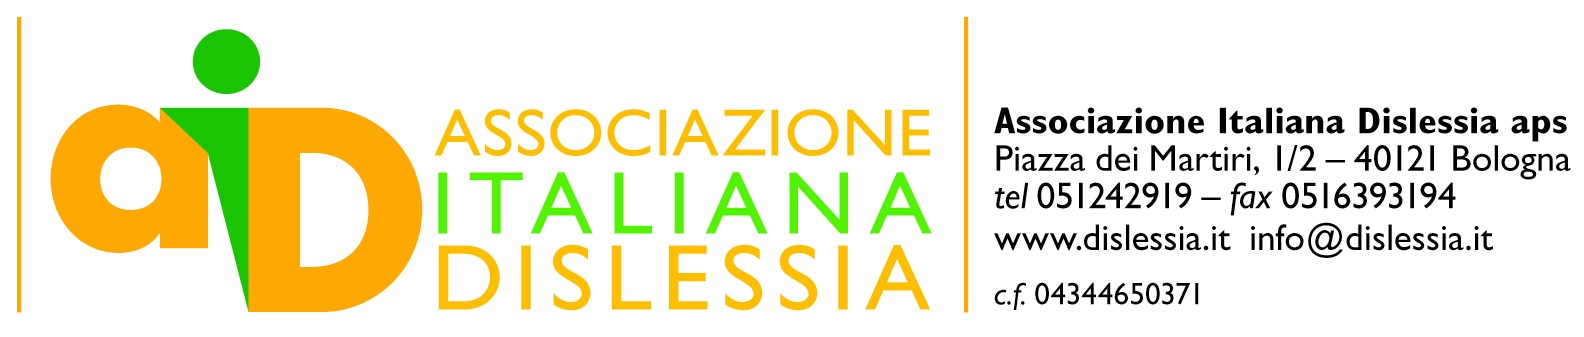 aiD
ASSOCIAZIONE
ITALIANA
DISLESSIA
Associazione Italiana Dislessia aps
Piazza dei Martiri, 1/2 – 40121 Bologna
tel 051242919 – fax 0516393194
www.dislessia.it info@dislessia.it
c.f. 04344650371